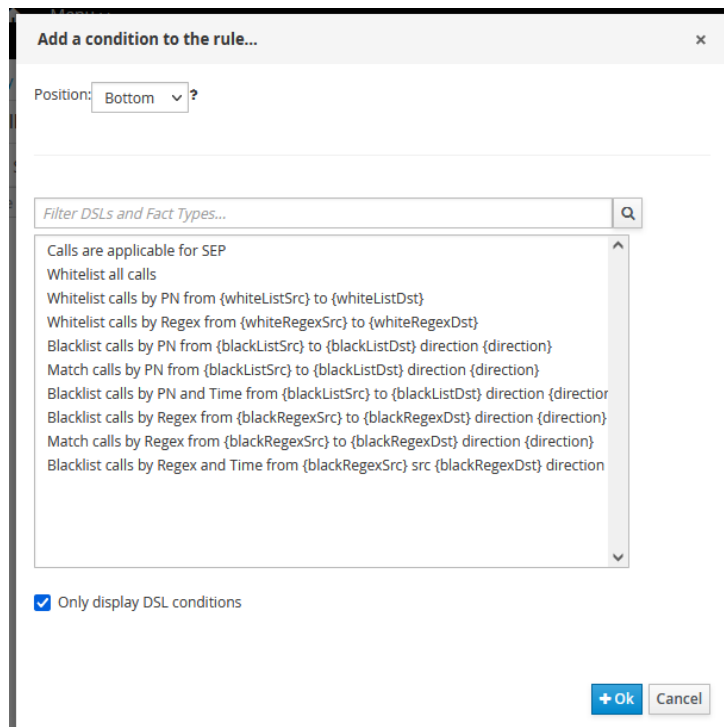 Add a condition to the rule... ×
Position: Bottom ?
Filter DSLs and Fact Types...
Calls are applicable for SEP
Whitelist all calls
Whitelist calls by PN from {whiteListSrc} to {whiteListDst}
Whitelist calls by Regex from {whiteRegexSrc} to {whiteRegexDst}
Blacklist calls by PN from {blackListSrc} to {blackListDst} direction {direction}
Match calls by PN from {blackListSrc} to {blackListDst} direction {direction}
Blacklist calls by PN and Time from {blackListSrc} to {blackListDst} direction {direction
Blacklist calls by Regex from {blackRegexSrc} to {blackRegexDst} direction {direction}
Match calls by Regex from {blackRegexSrc} to {blackRegexDst} direction {direction}
Blacklist calls by Regex and Time from {blackRegexSrc} src {blackRegexDst} direction
Only display DSL conditions
+ Ok Cancel